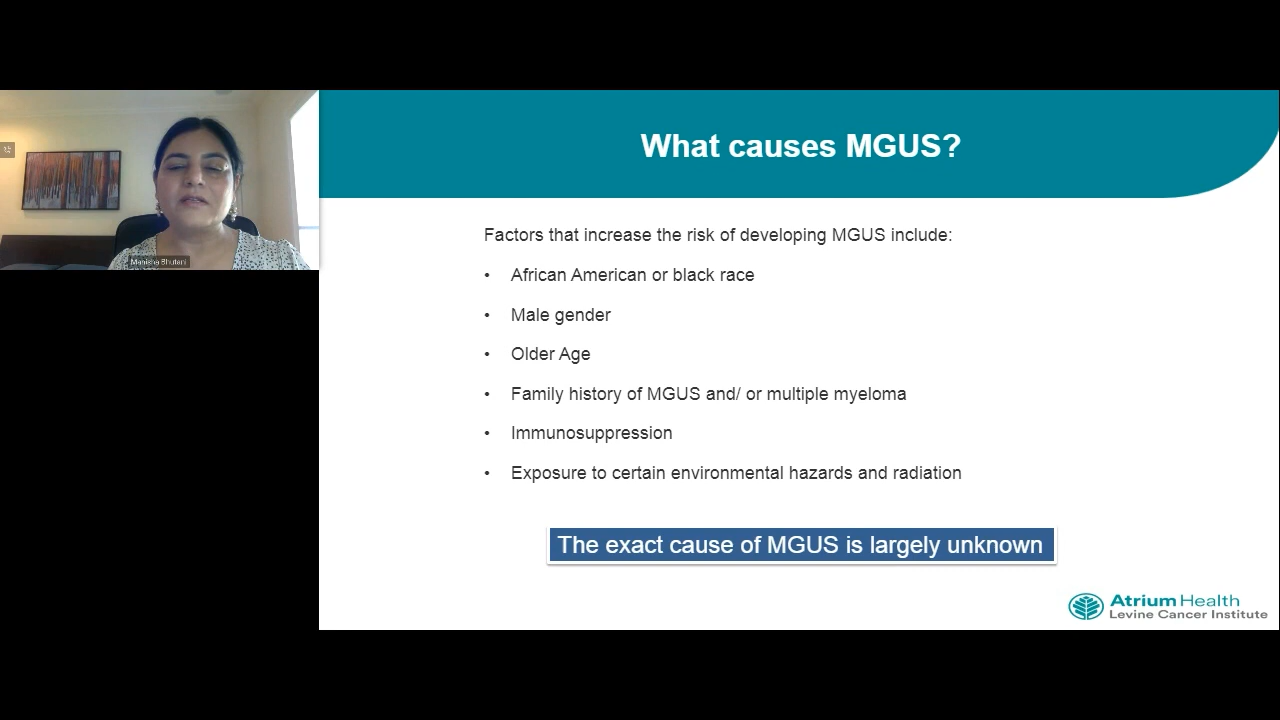 What causes MGUS?
Manisha Bhutani
Factors that increase the risk of developing MGUS include:
• African American or black race
• Male gender
• Older Age
• Family history of MGUS and/ or multiple myeloma
• Immunosuppression
• Exposure to certain environmental hazards and radiation
The exact cause of MGUS is largely unknown
Atrium Health
Levine Cancer Institute